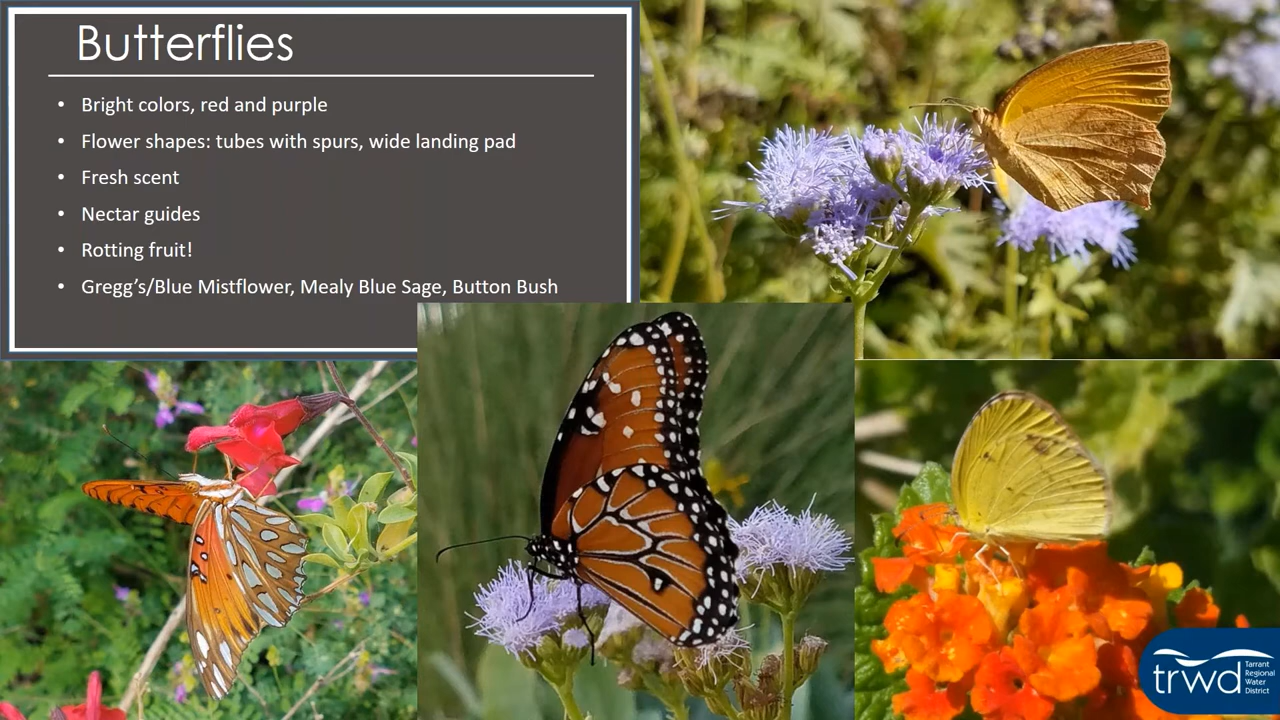 Butterflies
• Bright colors, red and purple
• Flower shapes: tubes with spurs, wide landing pad
• Fresh scent
• Nectar guides
• Rotting fruit!
• Gregg’s/Blue Mistflower, Mealy Blue Sage, Button Bush
trwd
Tarrant
Regional
Water
District